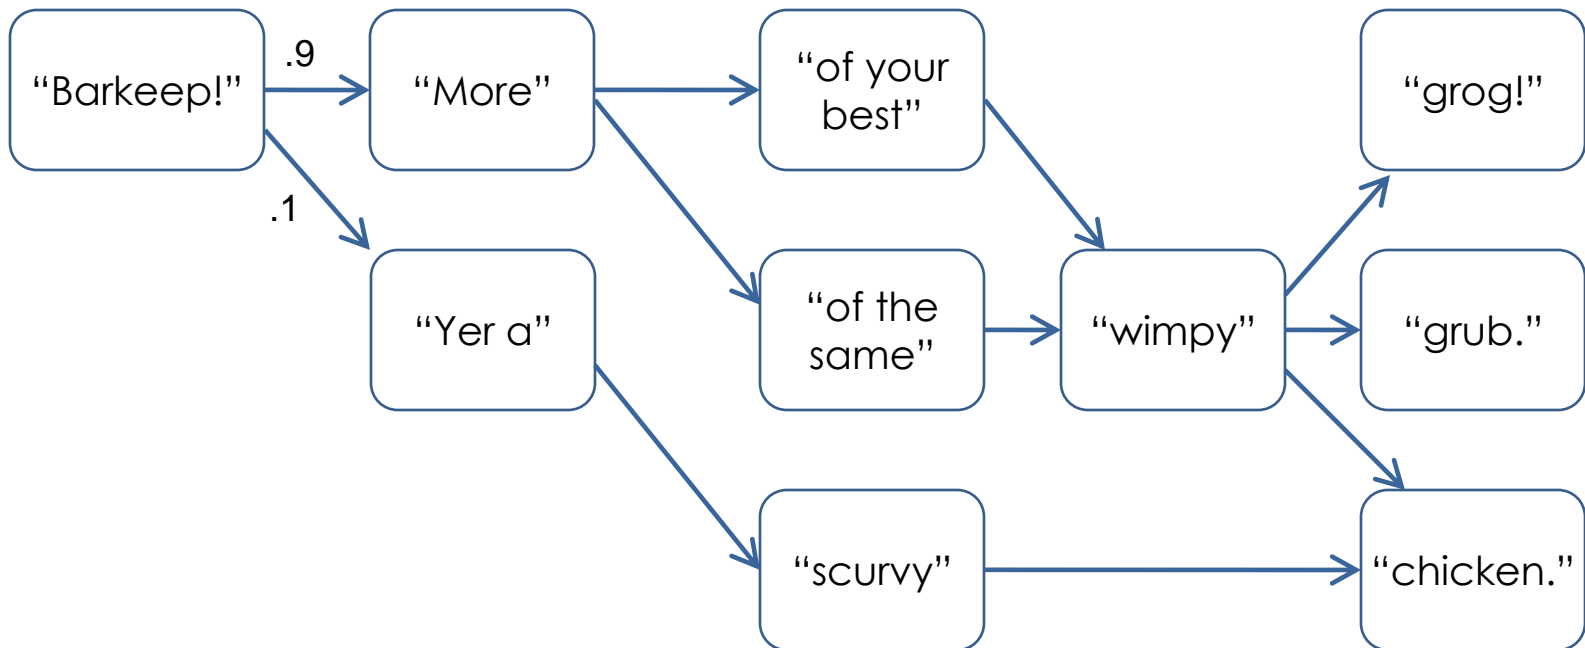 “Barkeep!”
.9
“More”
“of your
best”
“grog!”
.1
“Yer a”
“of the
same”
“wimpy”
“grub.”
“scurvy”
“chicken.”